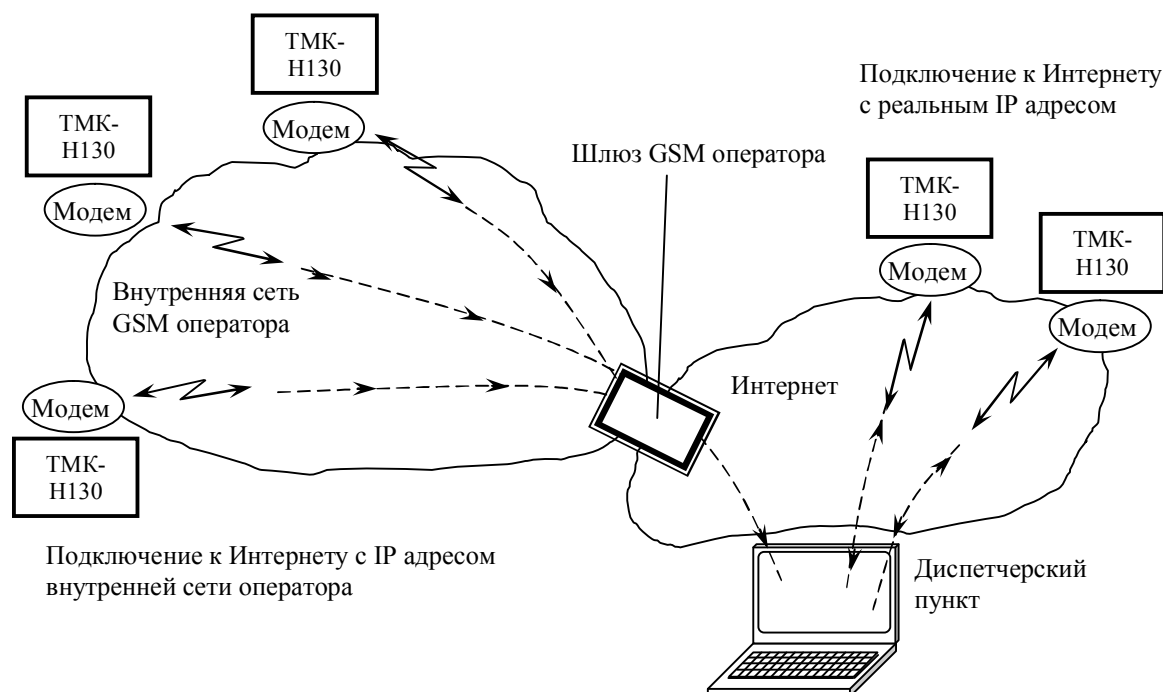 ТМК-
Н130
Модем
ТМК-
Н130
Модем
Подключение к Интернету
с реальным IP адресом
Шлюз GSM оператора
ТМК-
Н130
Модем
ТМК-
Н130
Модем
Внутренняя сеть
GSM оператора
Интернет
Модем
ТМК-
Н130
Подключение к Интернету с IP адресом
внутренней сети оператора
Диспетчерский
пункт